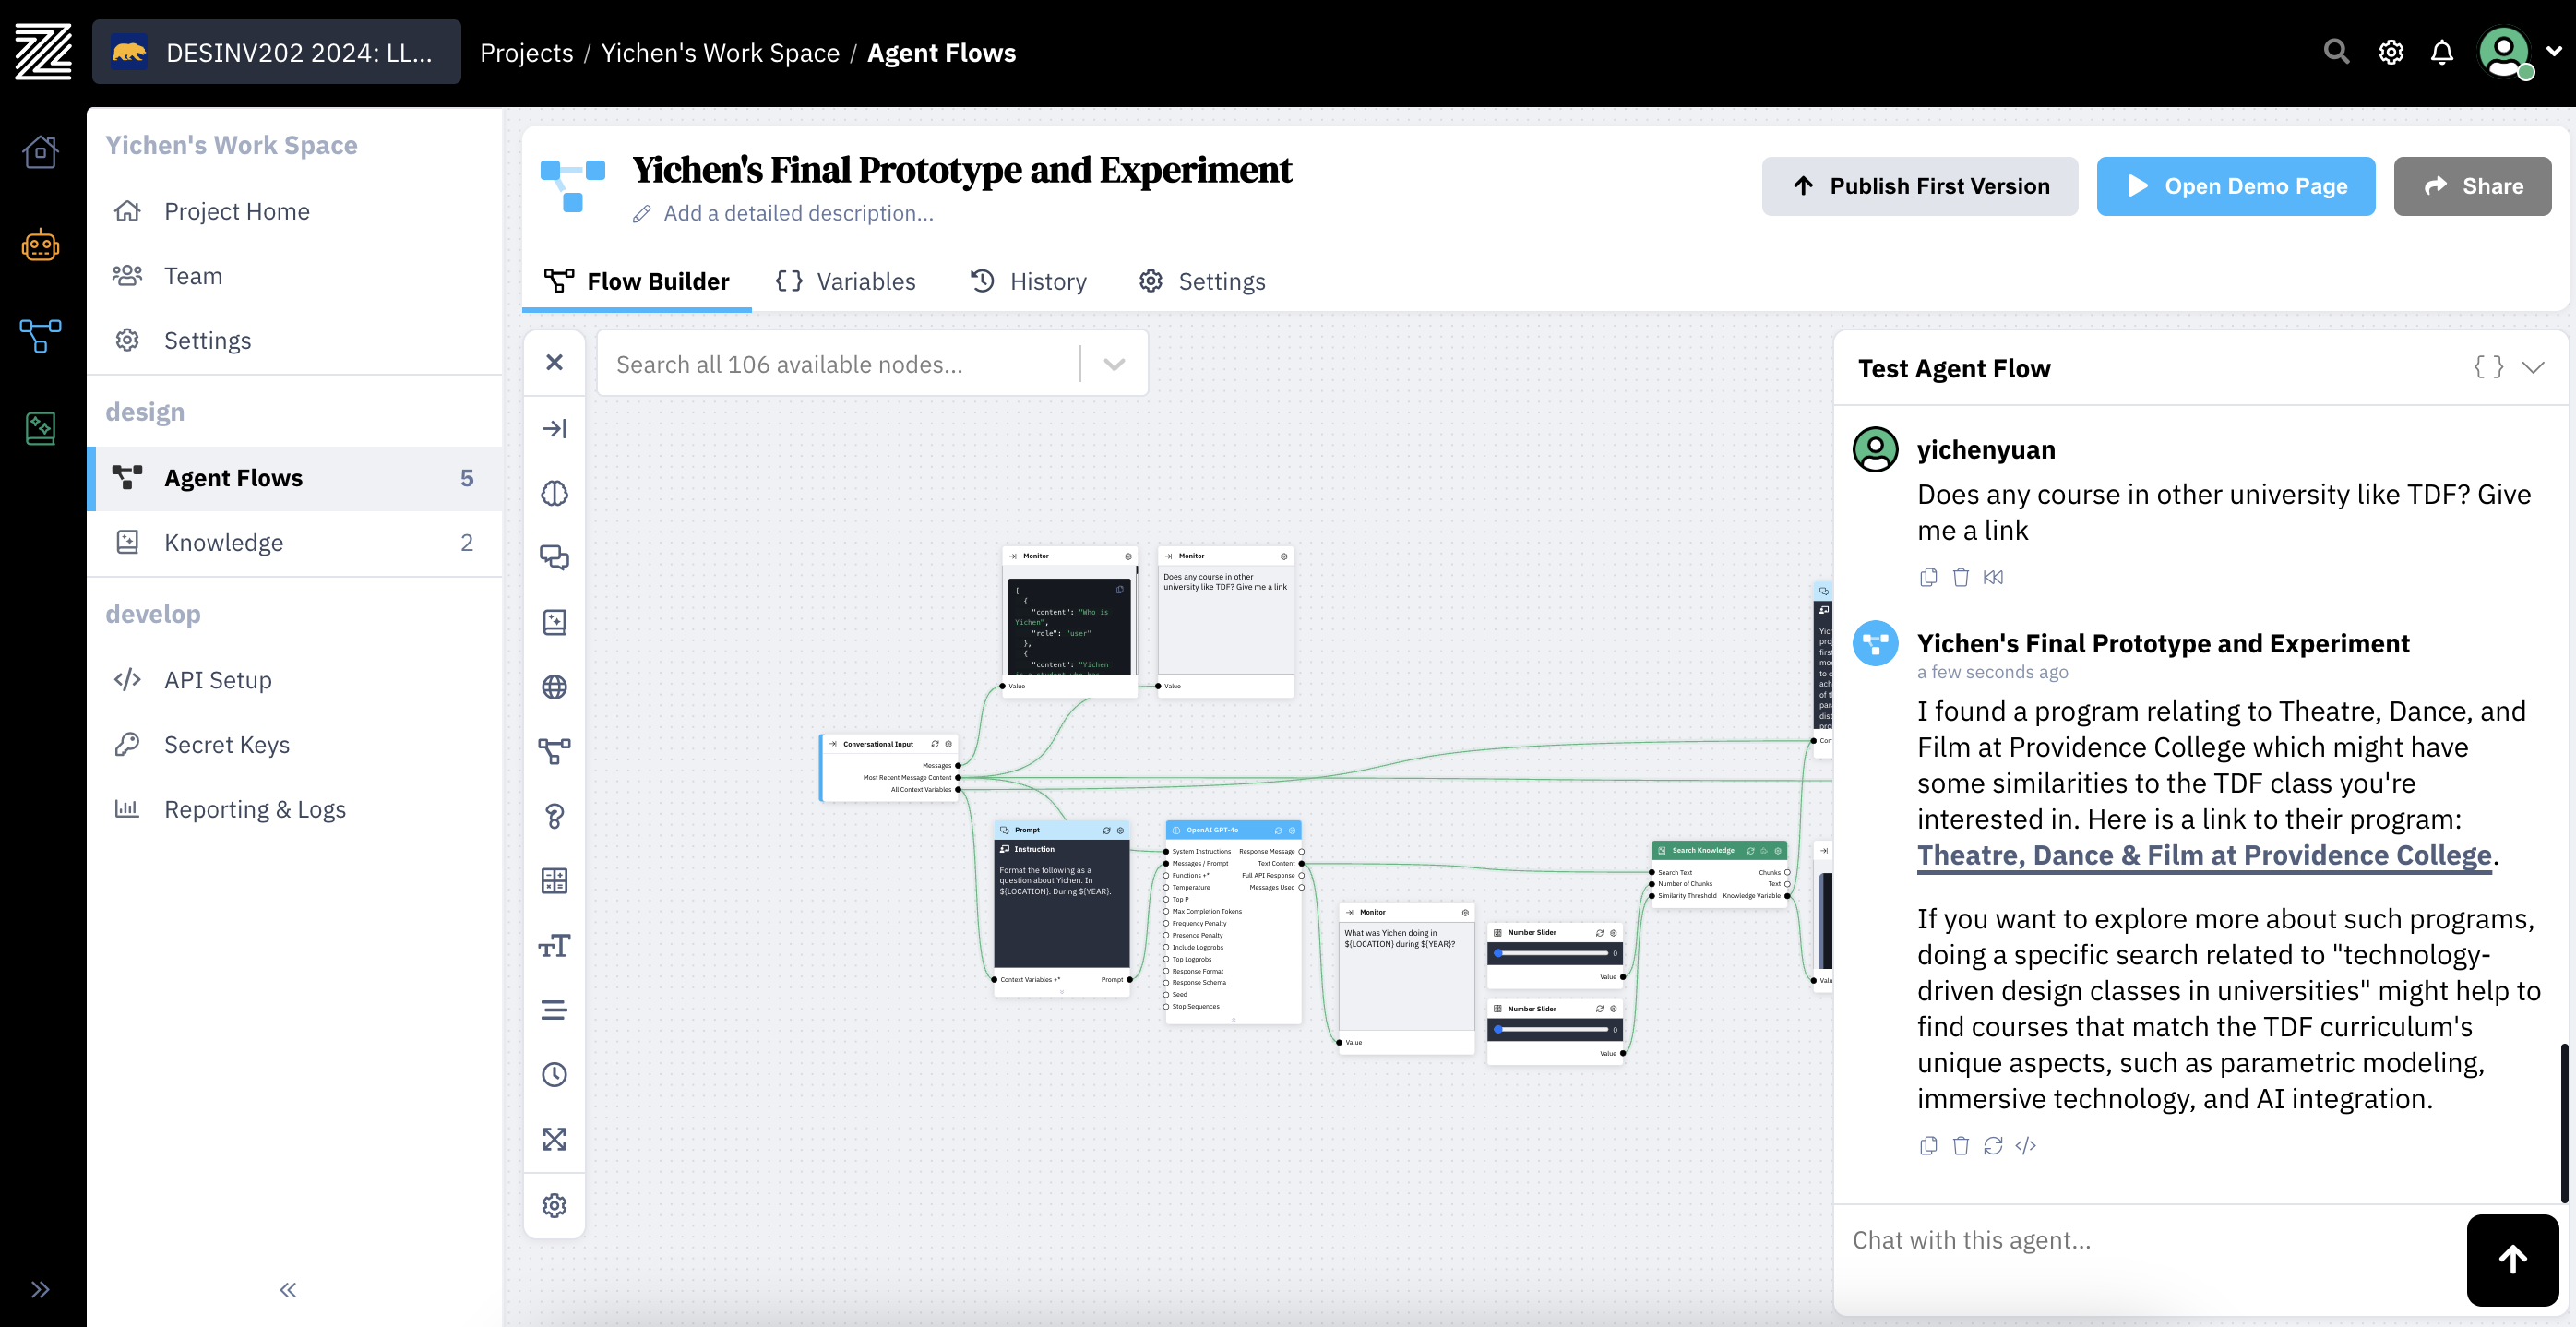 DESINV202 2024: LL...
Projects / Yichen's Work Space / Agent Flows
Yichen's Work Space
Project Home
Team
Settings
design
Agent Flows 5
Knowledge 2
develop
API Setup
Secret Keys
Reporting & Logs
Yichen's Final Prototype and Experiment
Add a detailed description...
Publish First Version
Open Demo Page
Share
Flow Builder
Variables
History
Settings
Search all 106 available nodes...
Monitor
[
{
"content": "Who is
Yichen",
"role": "user"
},
{
"content": "Yichen
Value
Monitor
Does any course in other
university like TDF? Give me a link
Value
Conversational Input
Messages
Most Recent Message Content
All Context Variables
Prompt
Instruction
Format the following as a
question about Yichen. In
${LOCATION}. During ${YEAR}.
Context Variables +* Prompt
OpenAI GPT-4o
System Instructions Response Message
Messages / Prompt Text Content
Functions +* Full API Response
Temperature Messages Used
Top P
Max Completion Tokens
Frequency Penalty
Presence Penalty
Include Logprobs
Top Logprobs
Response Format
Response Schema
Seed
Stop Sequences
Monitor
What was Yichen doing in
${LOCATION} during ${YEAR}?
Value
Number Slider
0
Value
Number Slider
0
Value
Search Knowledge
Search Text Chunks
Number of Chunks Text
Similarity Threshold Knowledge Variable
Test Agent Flow
yichenyuan
Does any course in other university like TDF? Give
me a link
Yichen's Final Prototype and Experiment
a few seconds ago
I found a program relating to Theatre, Dance, and
Film at Providence College which might have
some similarities to the TDF class you're
interested in. Here is a link to their program:
Theatre, Dance & Film at Providence College.
If you want to explore more about such programs,
doing a specific search related to "technology-
driven design classes in universities" might help to
find courses that match the TDF curriculum's
unique aspects, such as parametric modeling,
immersive technology, and AI integration.
Chat with this agent...